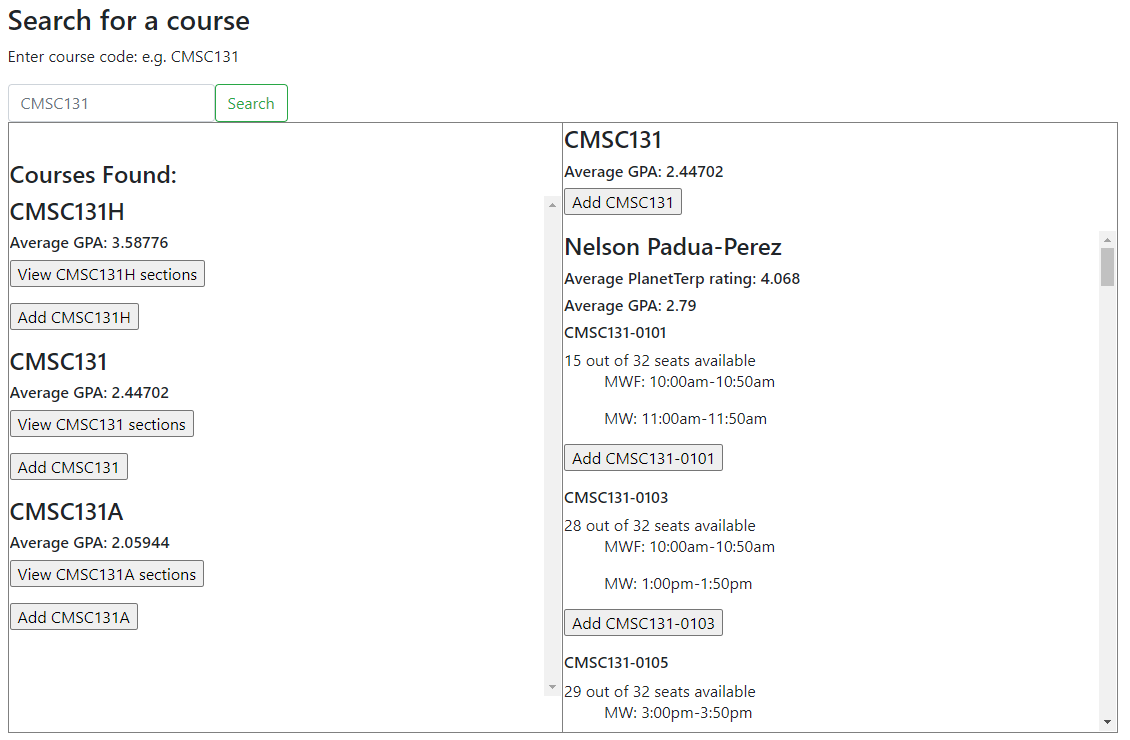 Search for a course
Enter course code: e.g. CMSC131
CMSC131
Search
Courses Found:
CMSC131H
Average GPA: 3.58776
View CMSC131H sections
Add CMSC131H
CMSC131
Average GPA: 2.44702
View CMSC131 sections
Add CMSC131
CMSC131A
Average GPA: 2.05944
View CMSC131A sections
Add CMSC131A
CMSC131
Average GPA: 2.44702
Add CMSC131
Nelson Padua-Perez
Average PlanetTerp rating: 4.068
Average GPA: 2.79
CMSC131-0101
15 out of 32 seats available
MWF: 10:00am-10:50am
MW: 11:00am-11:50am
Add CMSC131-0101
CMSC131-0103
28 out of 32 seats available
MWF: 10:00am-10:50am
MW: 1:00pm-1:50pm
Add CMSC131-0103
CMSC131-0105
29 out of 32 seats available
MW: 3:00pm-3:50pm